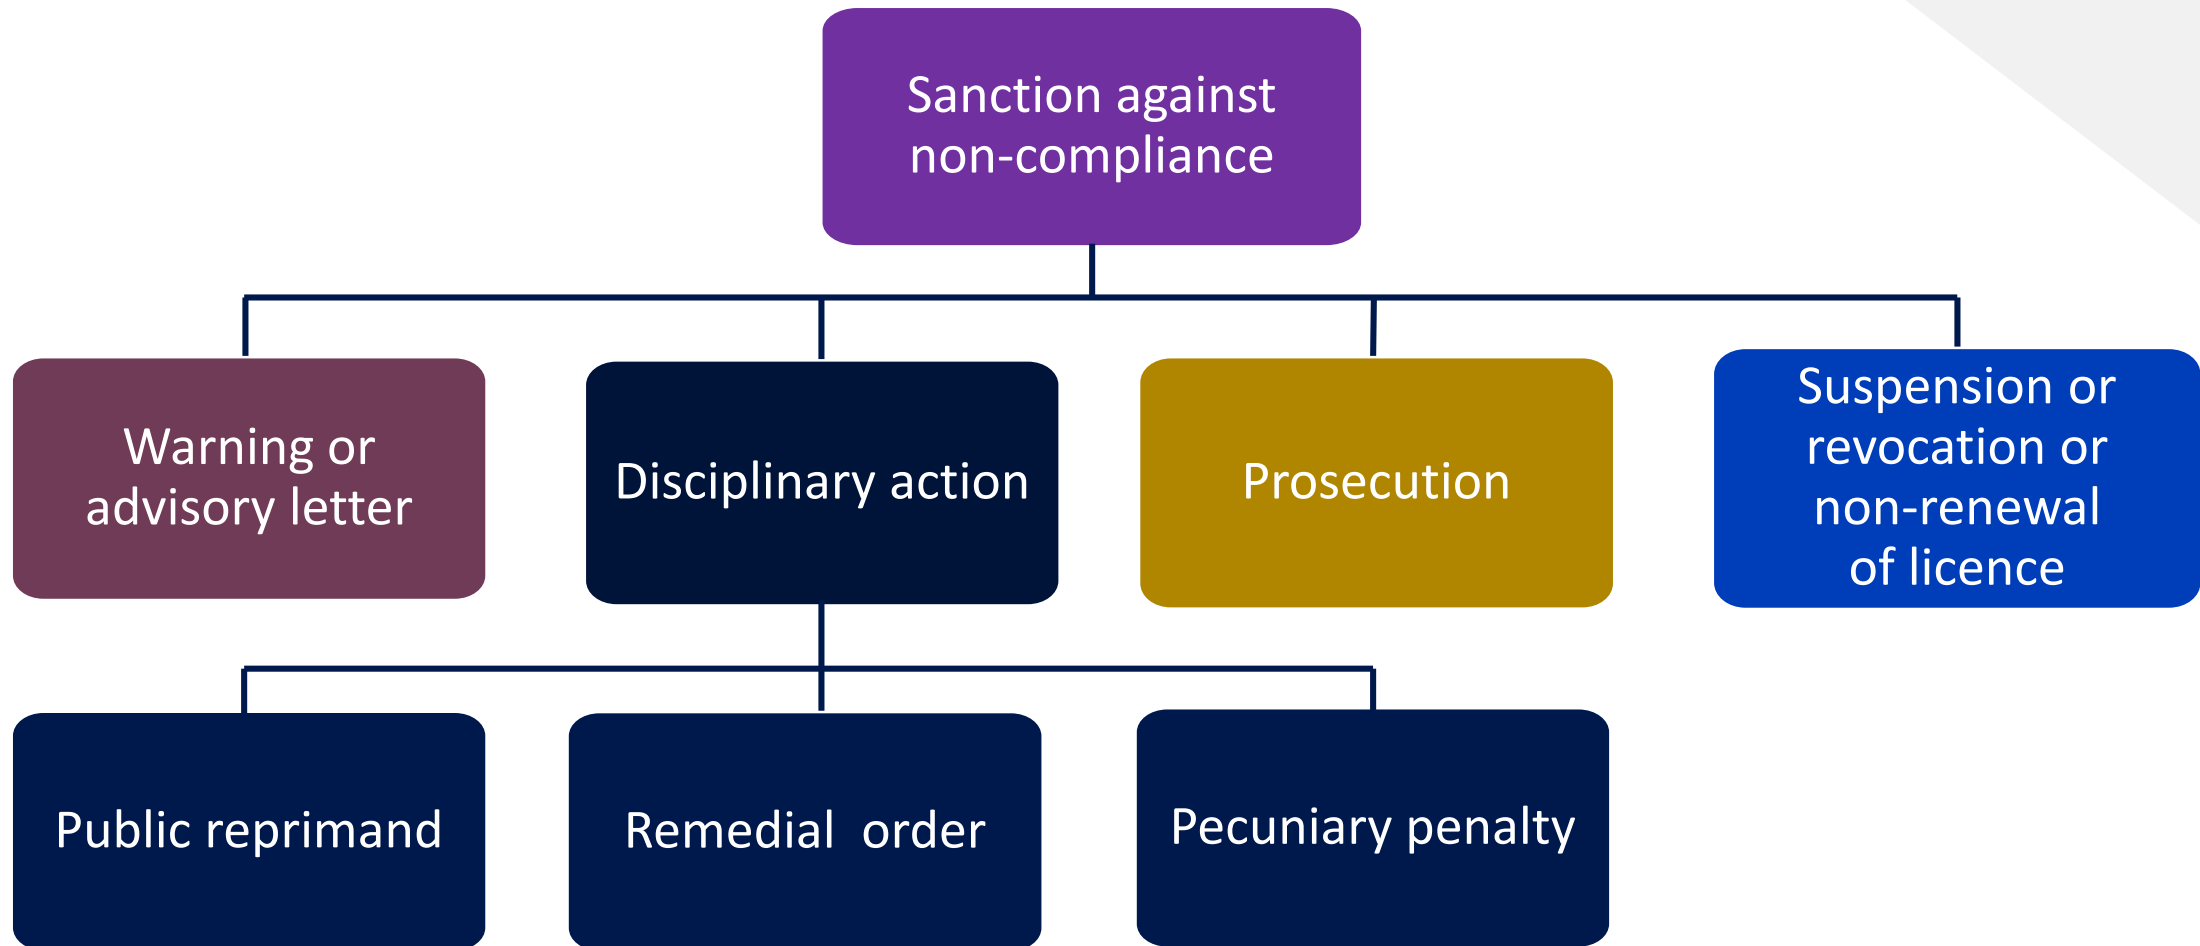 Sanction against
non-compliance
Warning or
advisory letter
Disciplinary action
Prosecution
Suspension or
revocation or
non-renewal
of licence
Public reprimand
Remedial  order
Pecuniary penalty